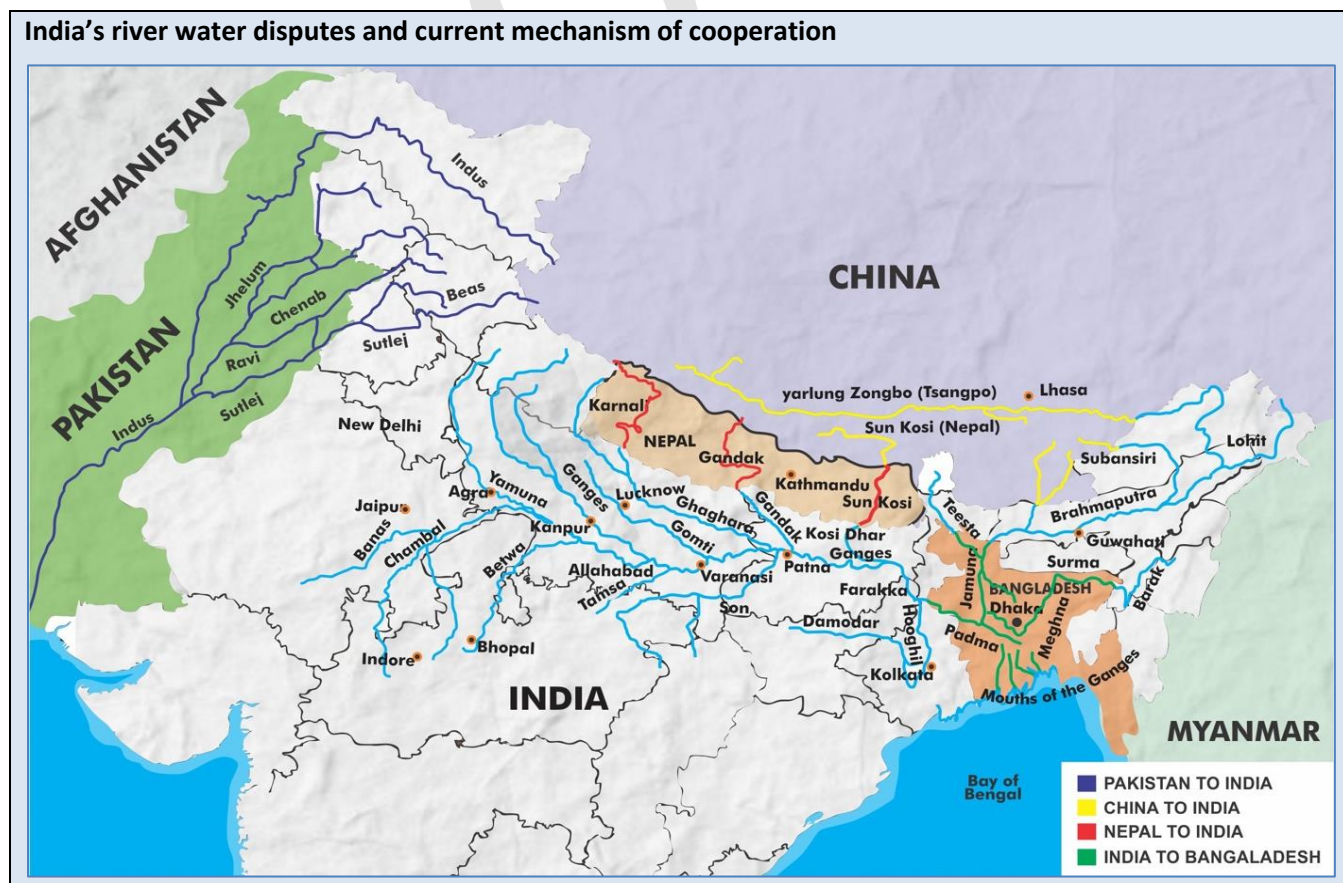 India's river water disputes and current mechanism of cooperation
AFGHANISTAN
PAKISTAN
CHINA
Indus
Jhelum
Chenab
Beas
Ravi
Sutlej
Sutlej
Indus
New Delhi
Karnali
NEPAL
Gandak
Kathmandu
Sun Kosi
yarlung Zongbo (Tsangpo)
Lhasa
Sun Kosi (Nepal)
Subansiri
Lohit
Brahmaputra
Guwahati
Surma
Barak
Teesta
Jaipur
Agra
Yamuna
Ganges
Lucknow
Ghaghara
Gandak
Kosi Dhar
Ganges
Banas
Chambal
Kanpur
Gomti
Betwa
Allahabad
Varanasi
Patna
Tamsa
Son
Farakka
Jamuna
BANGLADESH
Dhaka
Meghna
Padma
Damodar
Hooghil
Kolkata
Mouths of the Ganges
Indore
Bhopal
INDIA
MYANMAR
Bay of
Bengal
PAKISTAN TO INDIA
CHINA TO INDIA
NEPAL TO INDIA
INDIA TO BANGALADESH